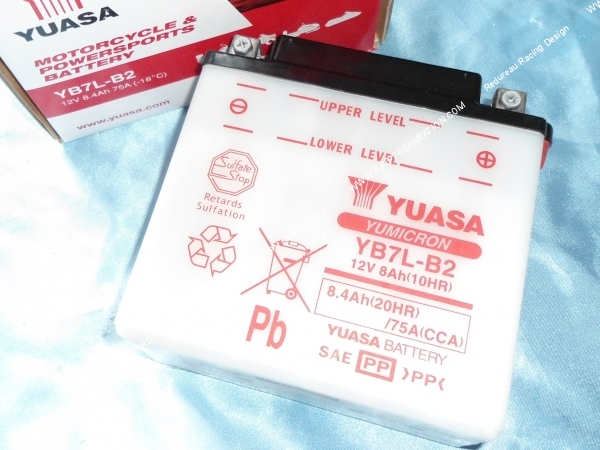 YUASA
MOTORCYCLE &
POWERSPORTS
BATTERY
YB7L-B2
12V 8.4Ah 75A (-18°C)
www.yuasa.com
UPPER LEVEL
LOWER LEVEL
Sulfate
Stop
Retards
Sulfation
YUASA
YUMICRON
YB7L-B2
12V 8Ah(10HR)
8.4Ah(20HR)
/75A(CCA)
YUASA BATTERY
SAE PP >PP<
Pb
Redureau Racing Design